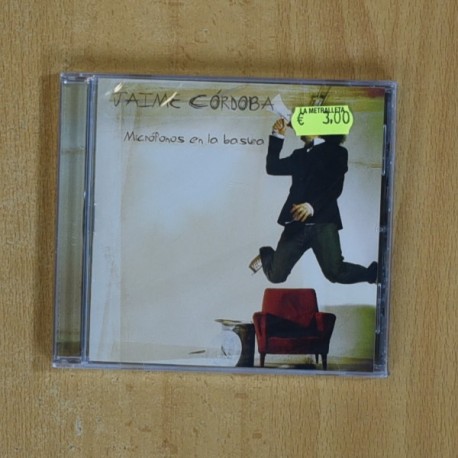 JAIME CÓRDOBA
LA METRALLETA
€ 3,00
Micrófonos en la basura